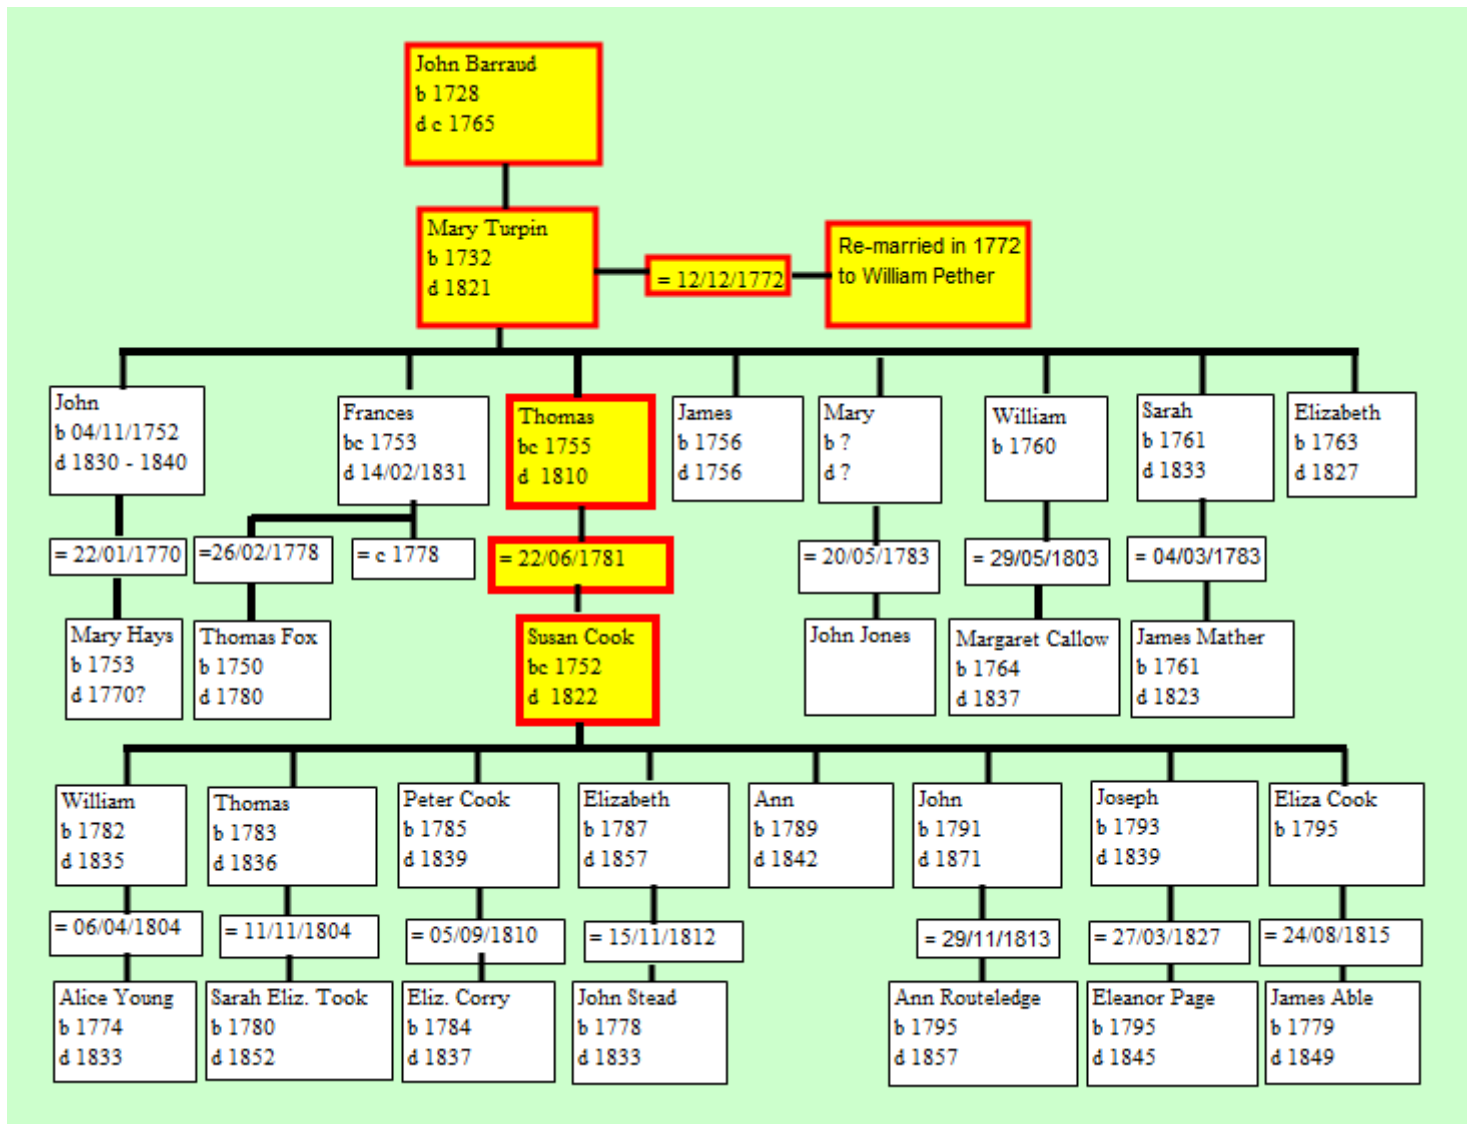 John Barraud
b 1728
d c 1765
Mary Turpin
b 1732
d 1821
= 12/12/1772
Re-married in 1772
to William Pether
John
b 04/11/1752
d 1830 - 1840
Frances
bc 1753
d 14/02/1831
Thomas
bc 1755
d 1810
James
b 1756
d 1756
Mary
b ?
d ?
William
b 1760
Sarah
b 1761
d 1833
Elizabeth
b 1763
d 1827
= 22/01/1770
=26/02/1778
= c 1778
= 22/06/1781
= 20/05/1783
= 29/05/1803
= 04/03/1783
Mary Hays
b 1753
d 1770?
Thomas Fox
b 1750
d 1780
Susan Cook
bc 1752
d 1822
John Jones
Margaret Callow
b 1764
d 1837
James Mather
b 1761
d 1823
William
b 1782
d 1835
Thomas
b 1783
d 1836
Peter Cook
b 1785
d 1839
Elizabeth
b 1787
d 1857
Ann
b 1789
d 1842
John
b 1791
d 1871
Joseph
b 1793
d 1839
Eliza Cook
b 1795
= 06/04/1804
= 11/11/1804
= 05/09/1810
= 15/11/1812
= 29/11/1813
= 27/03/1827
= 24/08/1815
Alice Young
b 1774
d 1833
Sarah Eliz. Took
b 1780
d 1852
Eliz. Corry
b 1784
d 1837
John Stead
b 1778
d 1833
Ann Routeledge
b 1795
d 1857
Eleanor Page
b 1795
d 1845
James Able
b 1779
d 1849